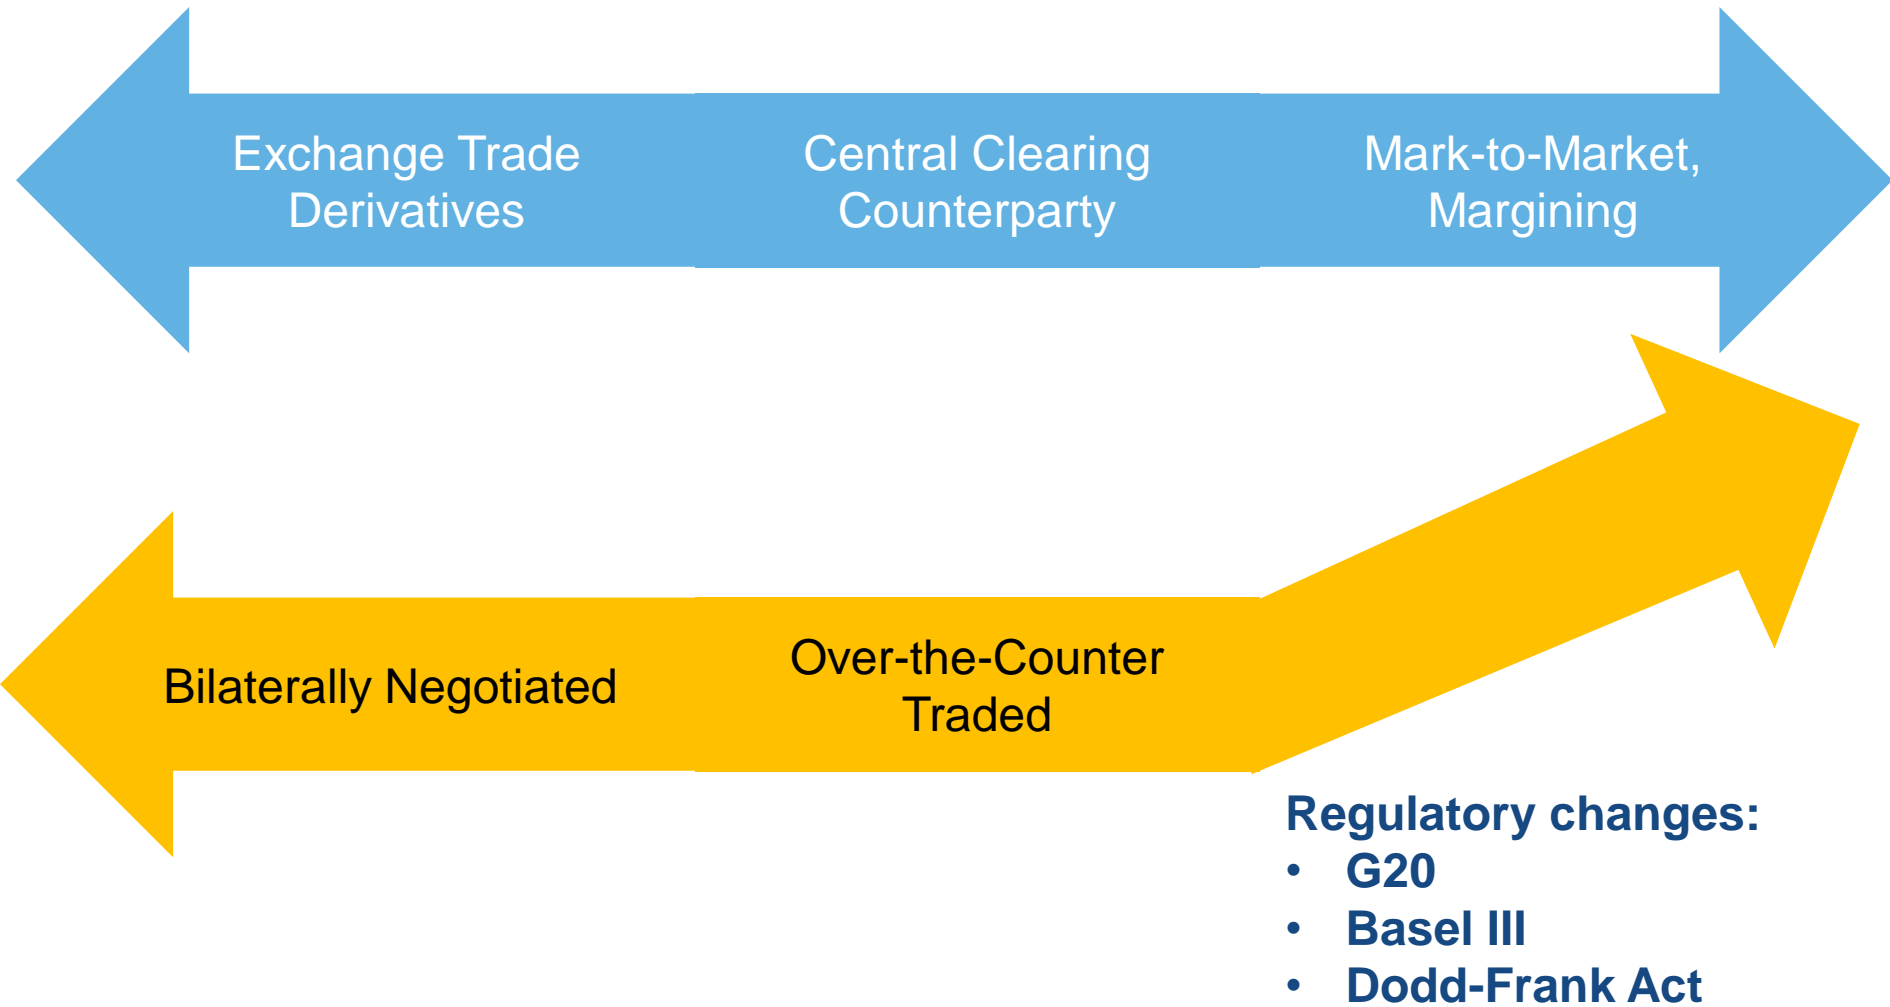 Exchange Trade
Derivatives
Central Clearing
Counterparty
Mark-to-Market,
Margining
Bilaterally Negotiated
Over-the-Counter
Traded
Regulatory changes:
• G20
• Basel III
• Dodd-Frank Act